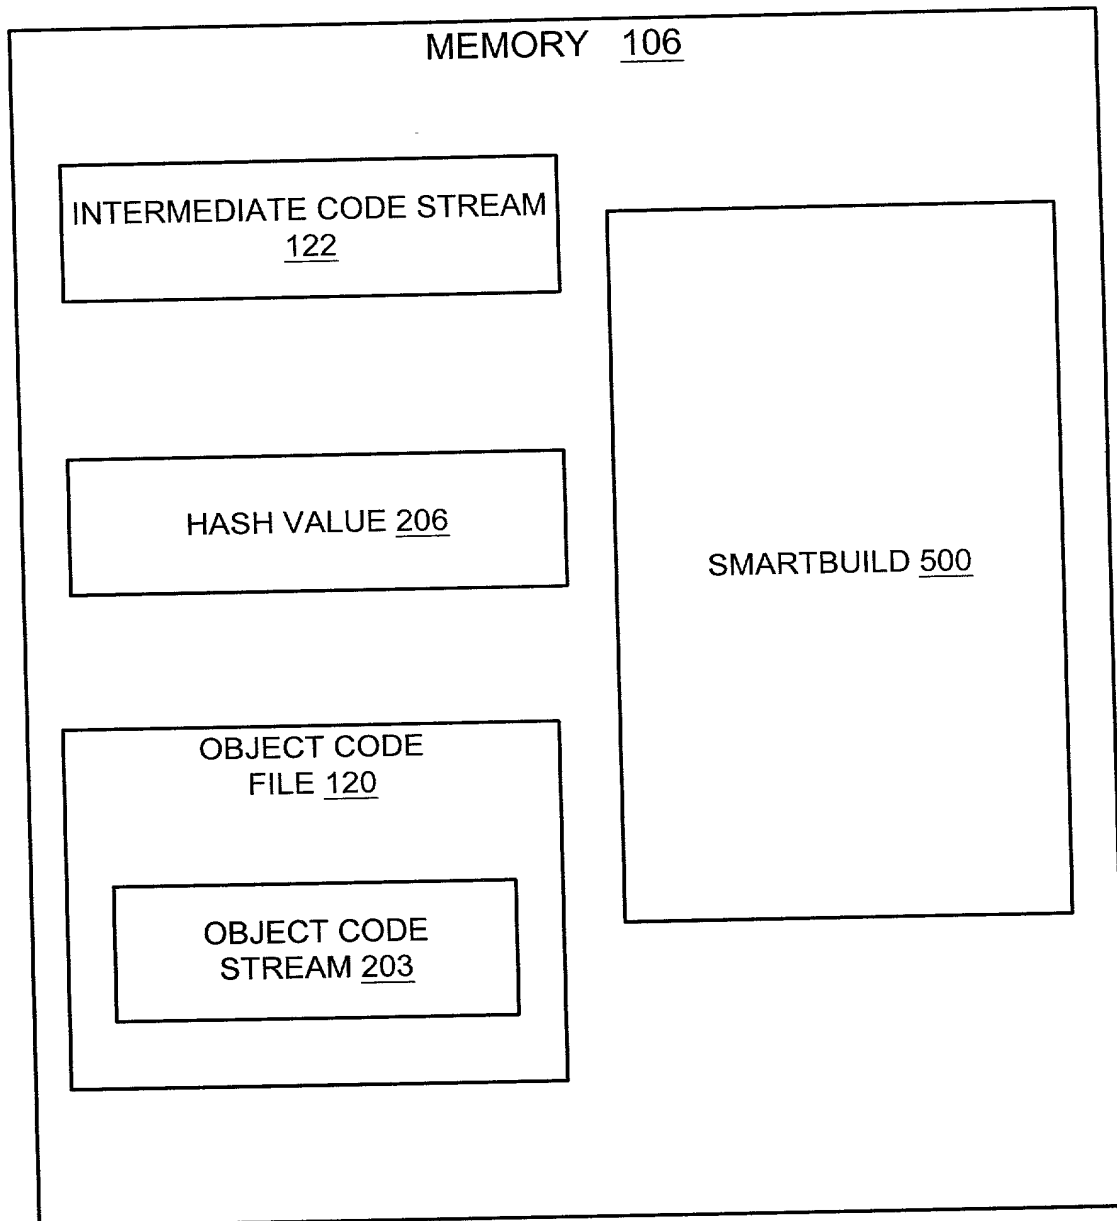 MEMORY 106
INTERMEDIATE CODE STREAM
122
HASH VALUE 206
SMARTBUILD 500
OBJECT CODE
FILE 120
OBJECT CODE
STREAM 203